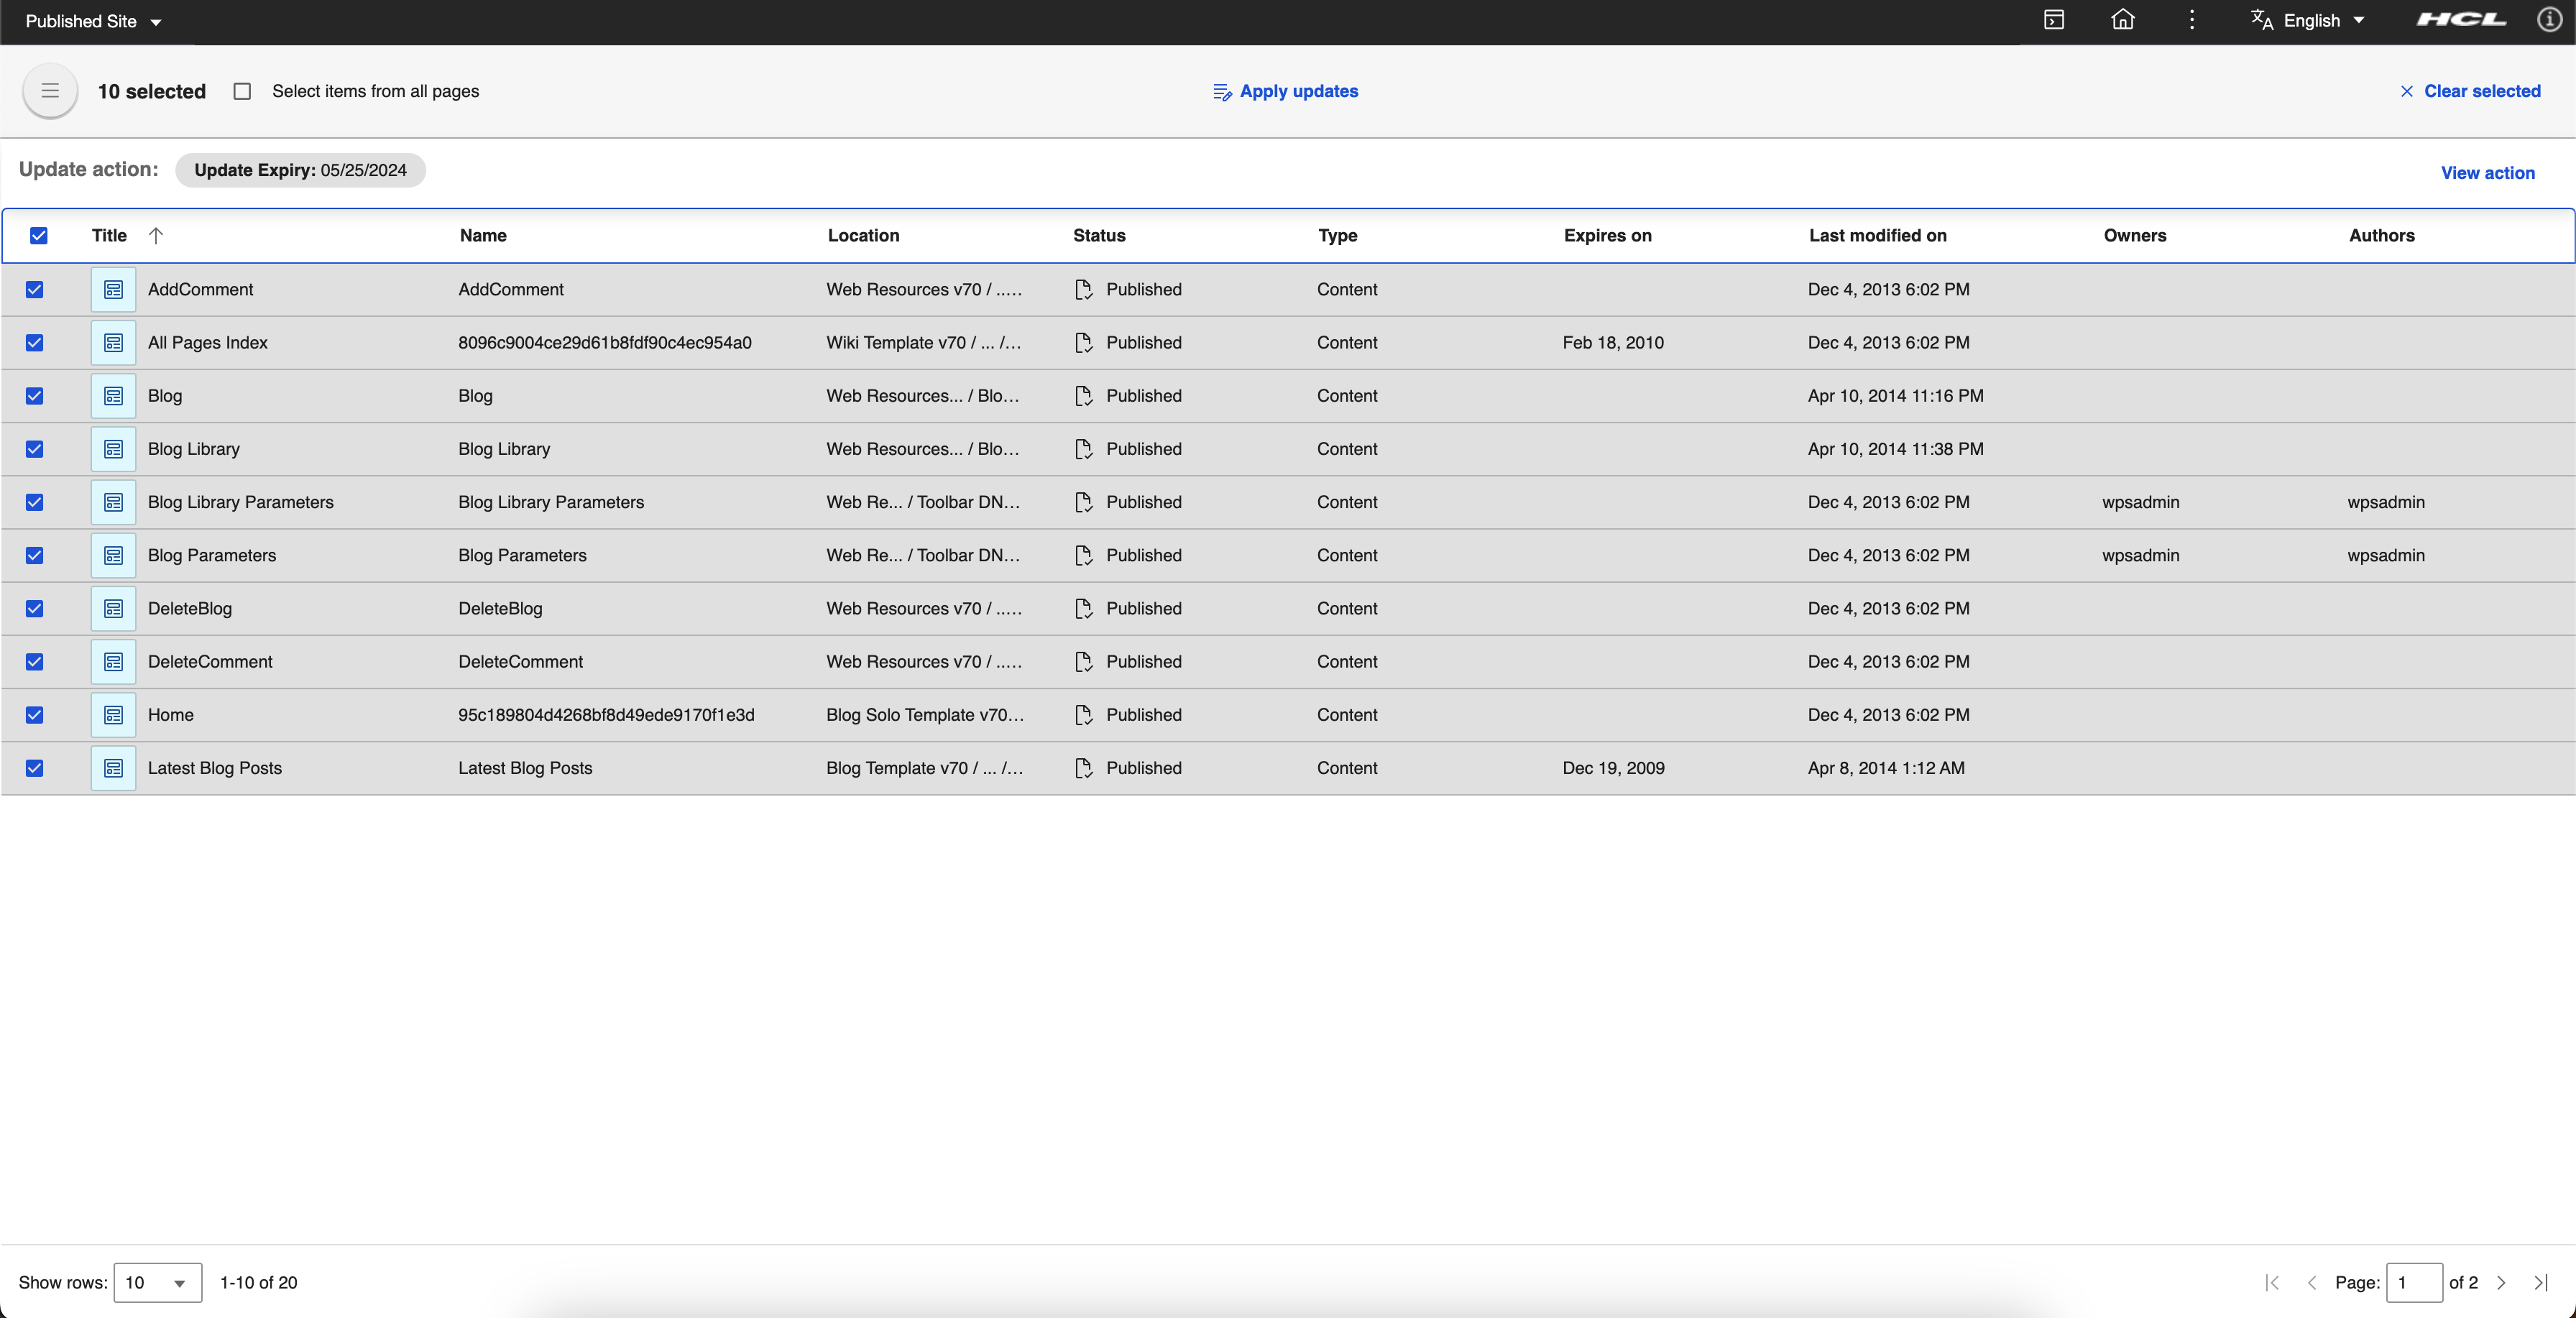 Published Site English HCL
10 selected Select items from all pages Apply updates Clear selected
Update action: Update Expiry: 05/25/2024 View action
Title Name Location Status Type Expires on Last modified on Owners Authors
AddComment AddComment Web Resources v70 / ..... Published Content Dec 4, 2013 6:02 PM
All Pages Index 8096c9004ce29d61b8fdf90c4ec954a0 Wiki Template v70 / ... /... Published Content Feb 18, 2010 Dec 4, 2013 6:02 PM
Blog Blog Web Resources... / Blo... Published Content Apr 10, 2014 11:16 PM
Blog Library Blog Library Web Resources... / Blo... Published Content Apr 10, 2014 11:38 PM
Blog Library Parameters Blog Library Parameters Web Re... / Toolbar DN... Published Content Dec 4, 2013 6:02 PM wpsadmin wpsadmin
Blog Parameters Blog Parameters Web Re... / Toolbar DN... Published Content Dec 4, 2013 6:02 PM wpsadmin wpsadmin
DeleteBlog DeleteBlog Web Resources v70 / ..... Published Content Dec 4, 2013 6:02 PM
DeleteComment DeleteComment Web Resources v70 / ..... Published Content Dec 4, 2013 6:02 PM
Home 95c189804d4268bf8d49ede9170f1e3d Blog Solo Template v70... Published Content Dec 4, 2013 6:02 PM
Latest Blog Posts Latest Blog Posts Blog Template v70 / ... /... Published Content Dec 19, 2009 Apr 8, 2014 1:12 AM
Show rows: 10 1-10 of 20 Page: 1 of 2